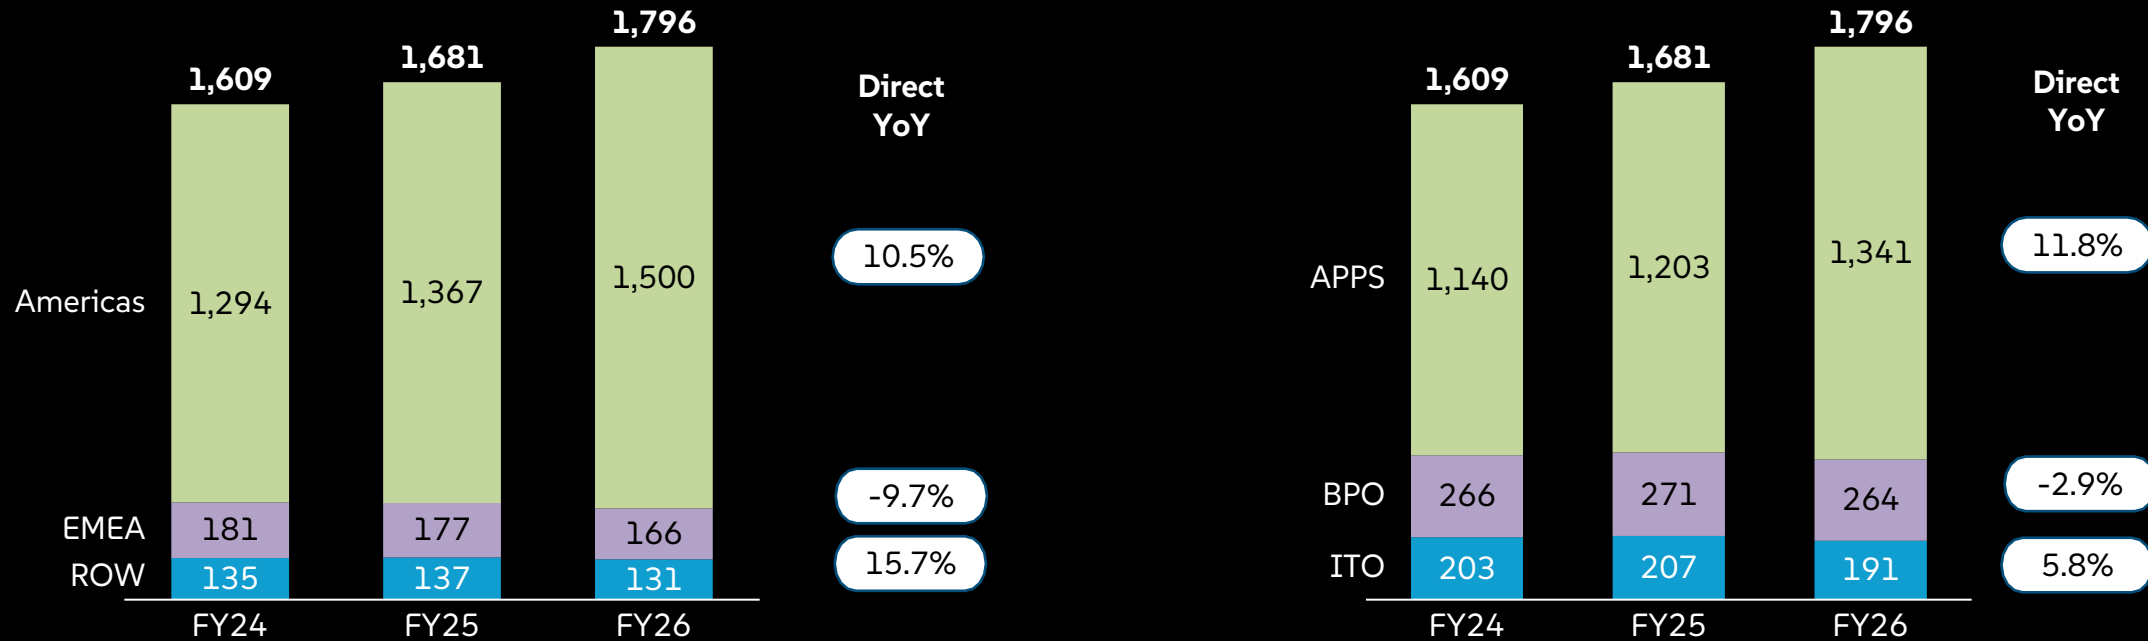 1,609
1,681
1,796
Direct
YoY
Americas
1,294
1,367
1,500
10.5%
EMEA
181
177
166
-9.7%
ROW
135
137
131
15.7%
FY24
FY25
FY26
1,609
1,681
1,796
Direct
YoY
APPS
1,140
1,203
1,341
11.8%
BPO
266
271
264
-2.9%
ITO
203
207
191
5.8%
FY24
FY25
FY26